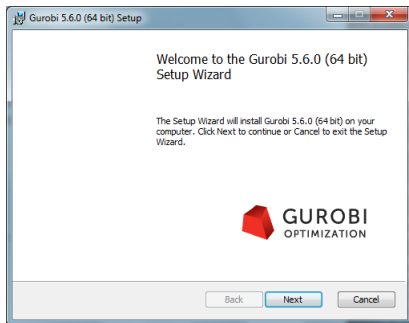 Gurobi 5.6.0 (64 bit) Setup
Welcome to the Gurobi 5.6.0 (64 bit)
Setup Wizard
The Setup Wizard will install Gurobi 5.6.0 (64 bit) on your
computer. Click Next to continue or Cancel to exit the Setup
Wizard.
GUROBI
OPTIMIZATION
Back
Next
Cancel